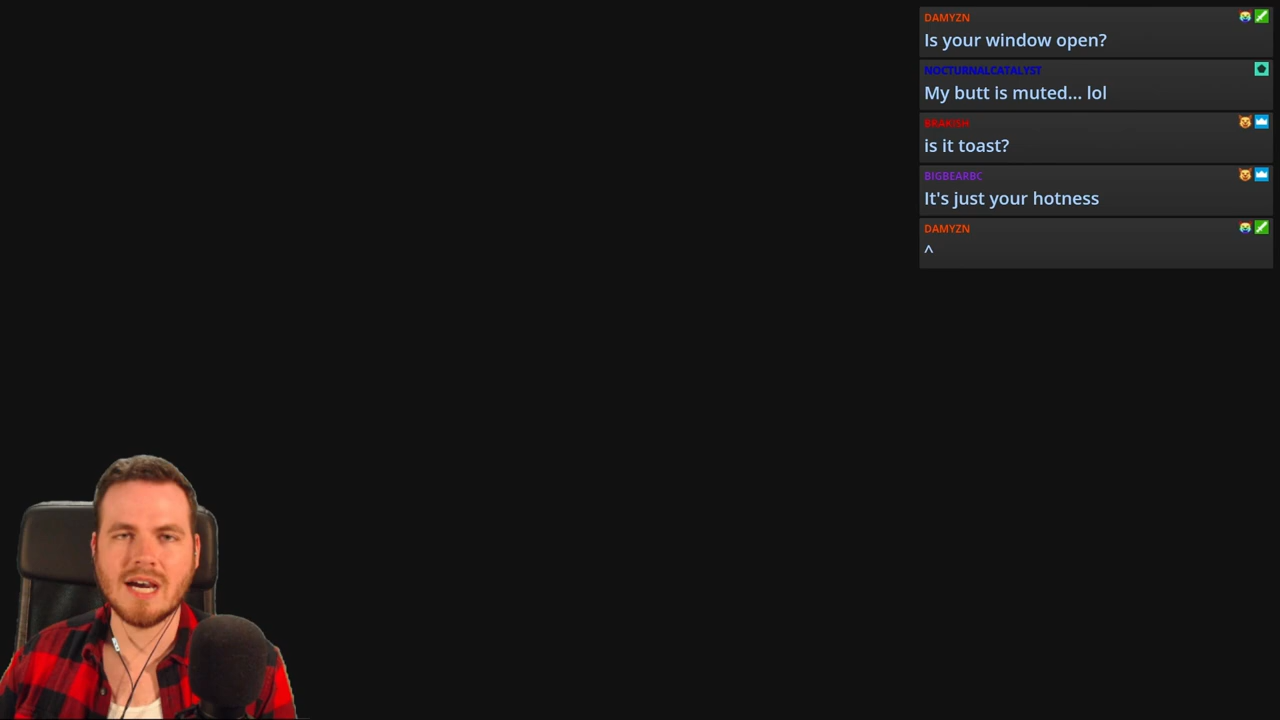 DAMYZN
Is your window open?
NOCTURNALCATALYST
My butt is muted... lol
BRAKISH
is it toast?
BIGBEARBC
It's just your hotness
DAMYZN
^